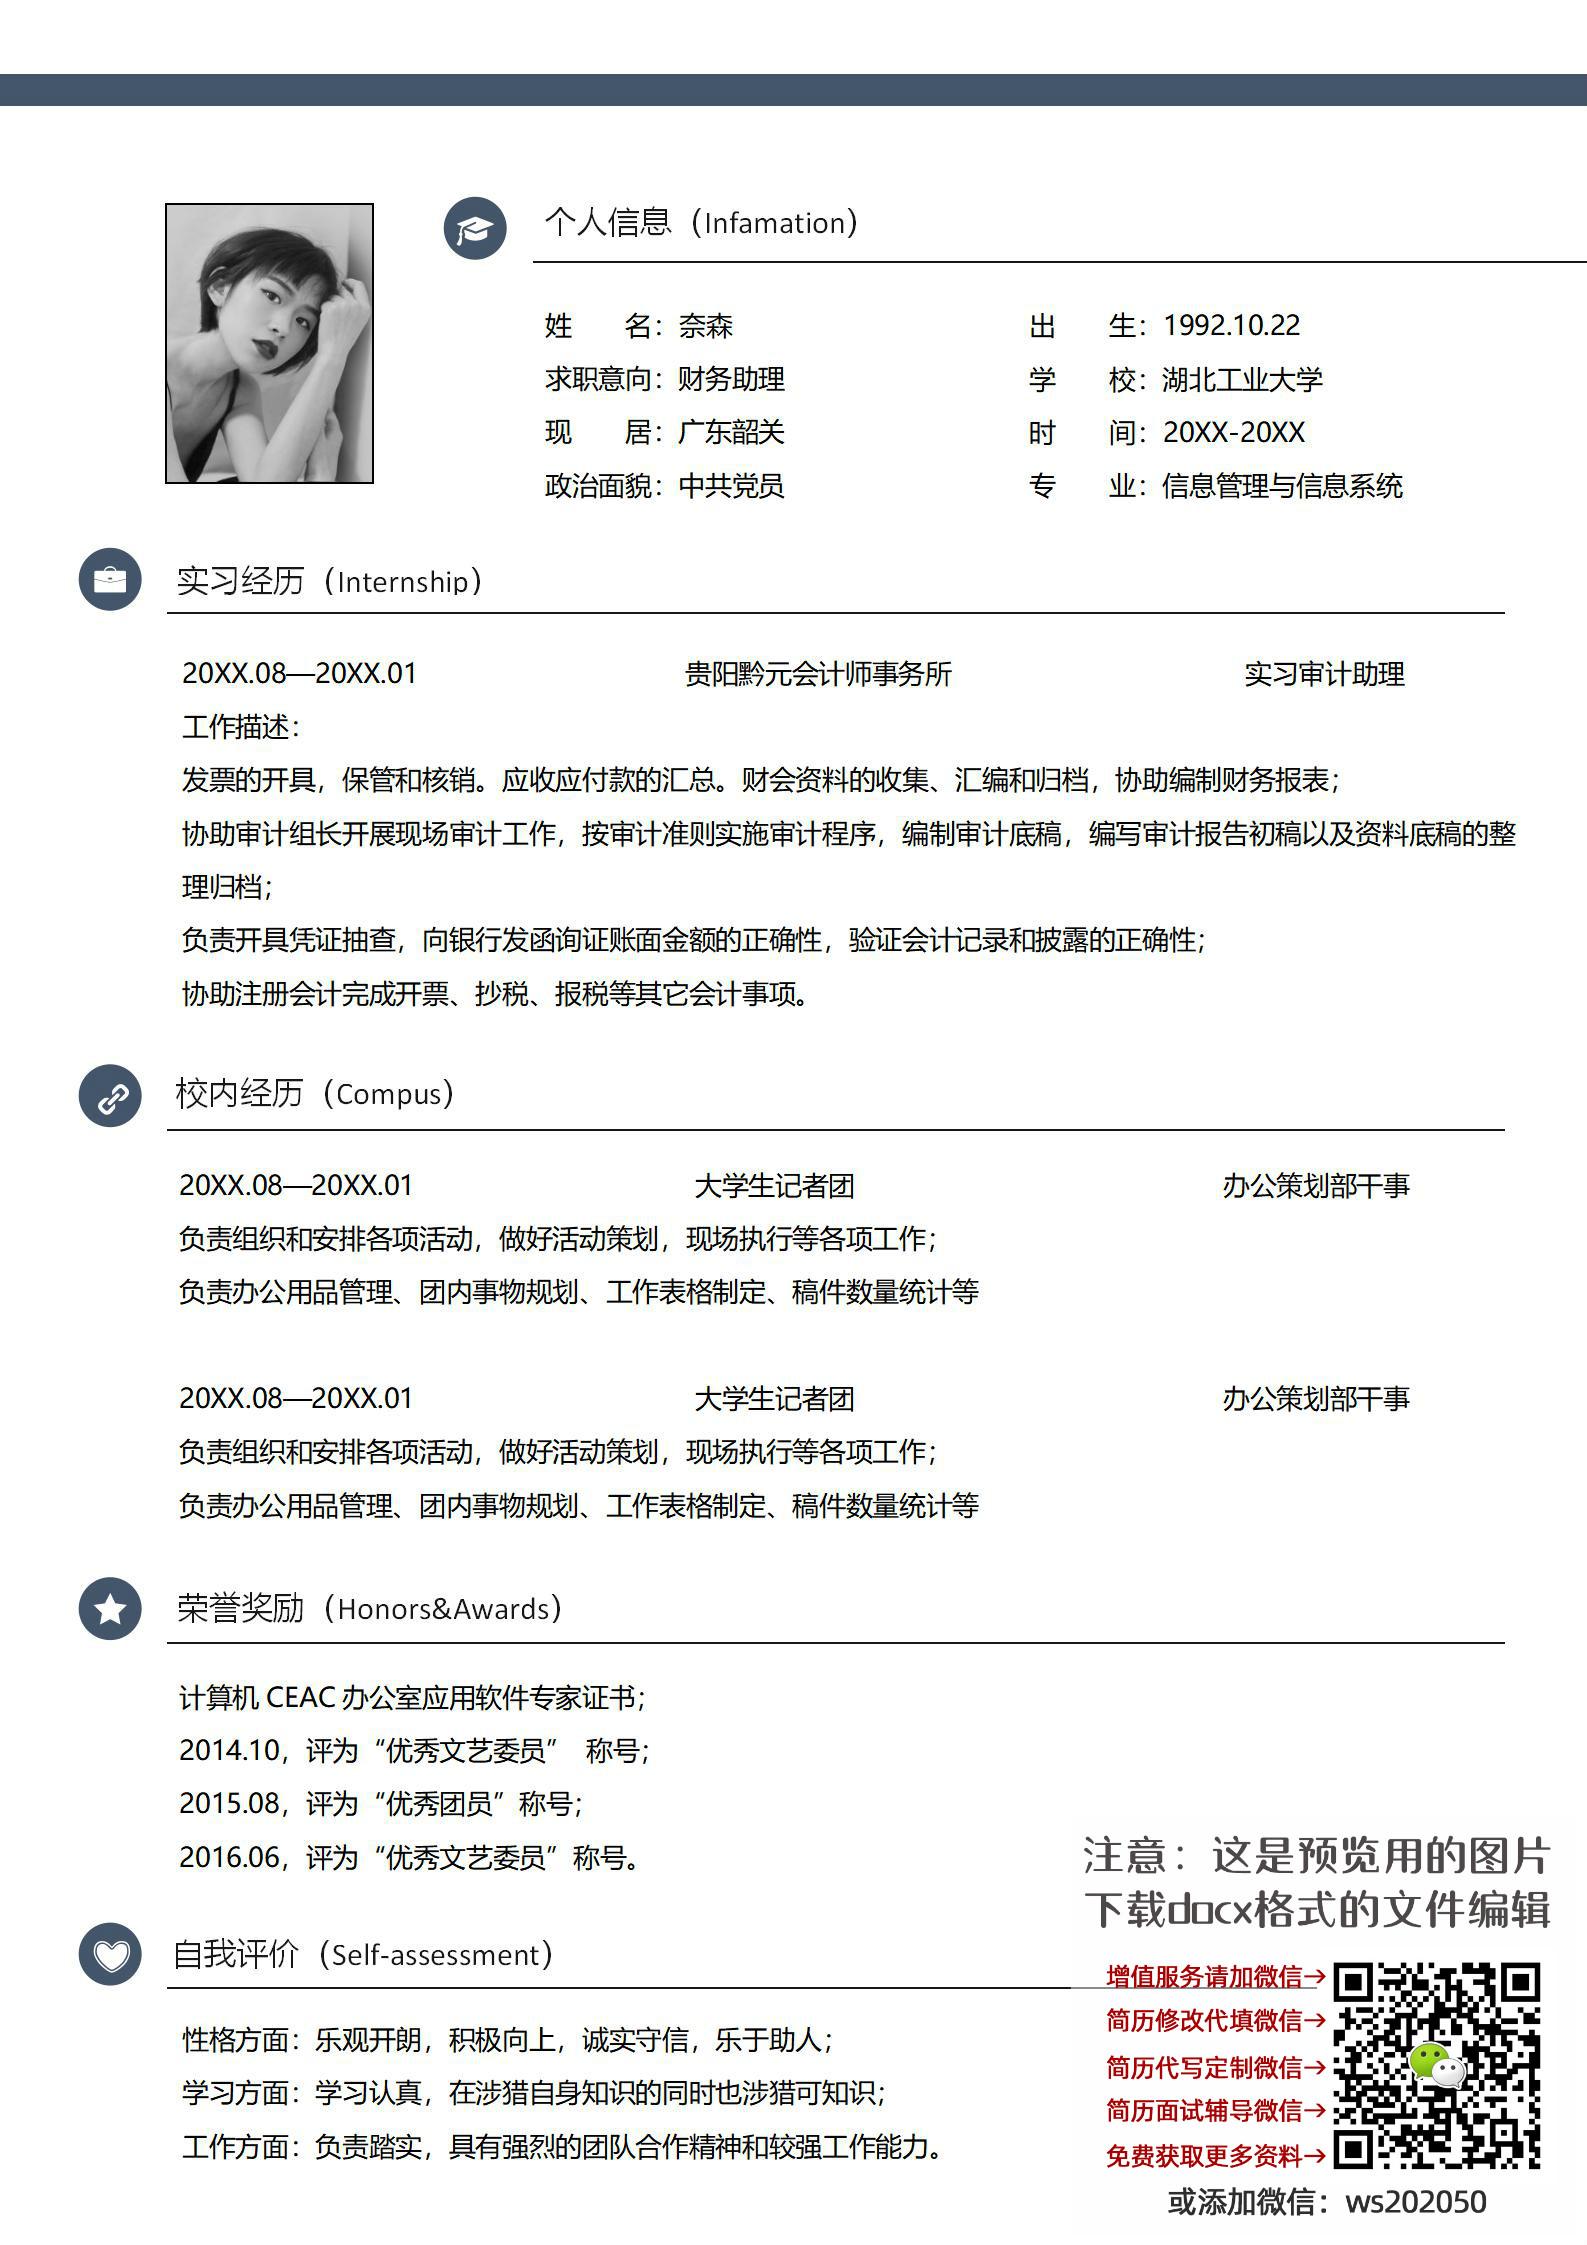 个人信息（Infamation）
姓　　名：奈森　　出　　生：1992.10.22
求职意向：财务助理　　学　　校：湖北工业大学
现　　居：广东韶关　　时　　间：20XX-20XX
政治面貌：中共党员　　专　　业：信息管理与信息系统
实习经历（Internship）
20XX.08—20XX.01　　贵阳黔元会计师事务所　　实习审计助理
工作描述：
发票的开具，保管和核销。应收应付款的汇总。财会资料的收集、汇编和归档，协助编制财务报表；
协助审计组长开展现场审计工作，按审计准则实施审计程序，编制审计底稿，编写审计报告初稿以及资料底稿的整
理归档；
负责开具凭证抽查，向银行发函询证账面金额的正确性，验证会计记录和披露的正确性；
协助注册会计完成开票、抄税、报税等其它会计事项。
校内经历（Compus）
20XX.08—20XX.01　　大学生记者团　　办公策划部干事
负责组织和安排各项活动，做好活动策划，现场执行等各项工作；
负责办公用品管理、团内事物规划、工作表格制定、稿件数量统计等
20XX.08—20XX.01　　大学生记者团　　办公策划部干事
负责组织和安排各项活动，做好活动策划，现场执行等各项工作；
负责办公用品管理、团内事物规划、工作表格制定、稿件数量统计等
荣誉奖励（Honors&Awards）
计算机 CEAC 办公室应用软件专家证书；
2014.10，评为“优秀文艺委员” 称号；
2015.08，评为“优秀团员”称号；
2016.06，评为“优秀文艺委员”称号。
自我评价（Self-assessment）
性格方面：乐观开朗，积极向上，诚实守信，乐于助人；
学习方面：学习认真，在涉猎自身知识的同时也涉猎可知识；
工作方面：负责踏实，具有强烈的团队合作精神和较强工作能力。
注意：这是预览用的图片
下载docx格式的文件编辑
增值服务请加微信→
简历修改代填微信→
简历代写定制微信→
简历面试辅导微信→
免费获取更多资料→
或添加微信：ws202050